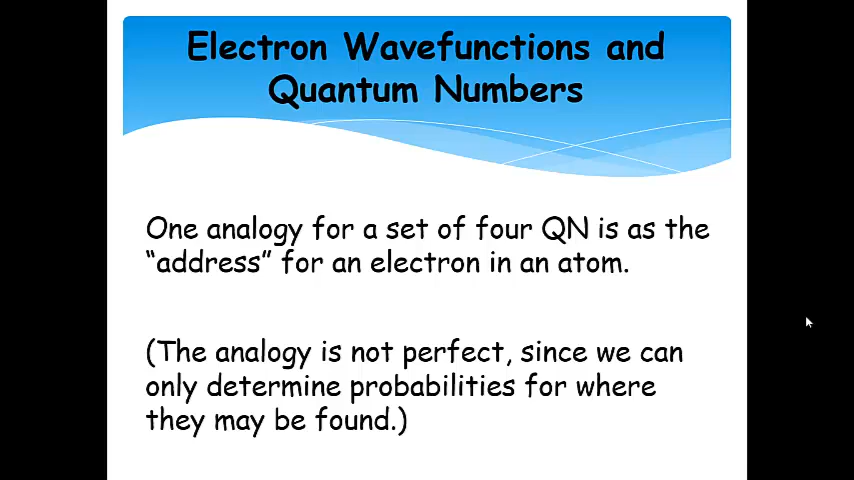 Electron Wavefunctions and
Quantum Numbers
One analogy for a set of four QN is as the
“address” for an electron in an atom.
(The analogy is not perfect, since we can
only determine probabilities for where
they may be found.)